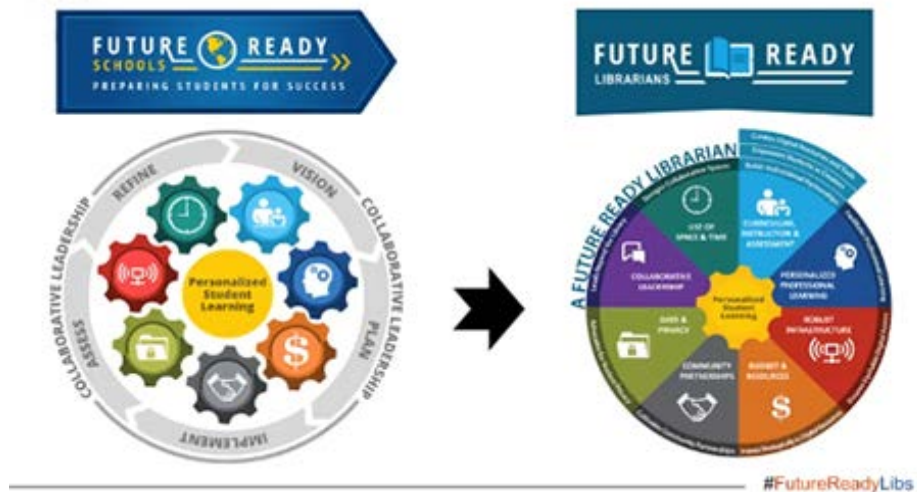 FUTURE READY
SCHOOLS
PREPARING STUDENTS FOR SUCCESS
FUTURE READY
LIBRARIANS
COLLABORATIVE LEADERSHIP
COLLABORATIVE LEADERSHIP
REFINE
VISION
PLAN
IMPLEMENT
ASSESS
Personalized
Student
Learning
A FUTURE READY LIBRARIAN
USE OF
SPACE & TIME
CURRICULUM,
INSTRUCTION &
ASSESSMENT
COLLABORATIVE
LEADERSHIP
PERSONALIZED
PROFESSIONAL
LEARNING
Personalized
Student
Learning
DATA &
PRIVACY
ROBUST
INFRASTRUCTURE
COMMUNITY
PARTNERSHIPS
BUDGET &
RESOURCES
#FutureReadyLibs